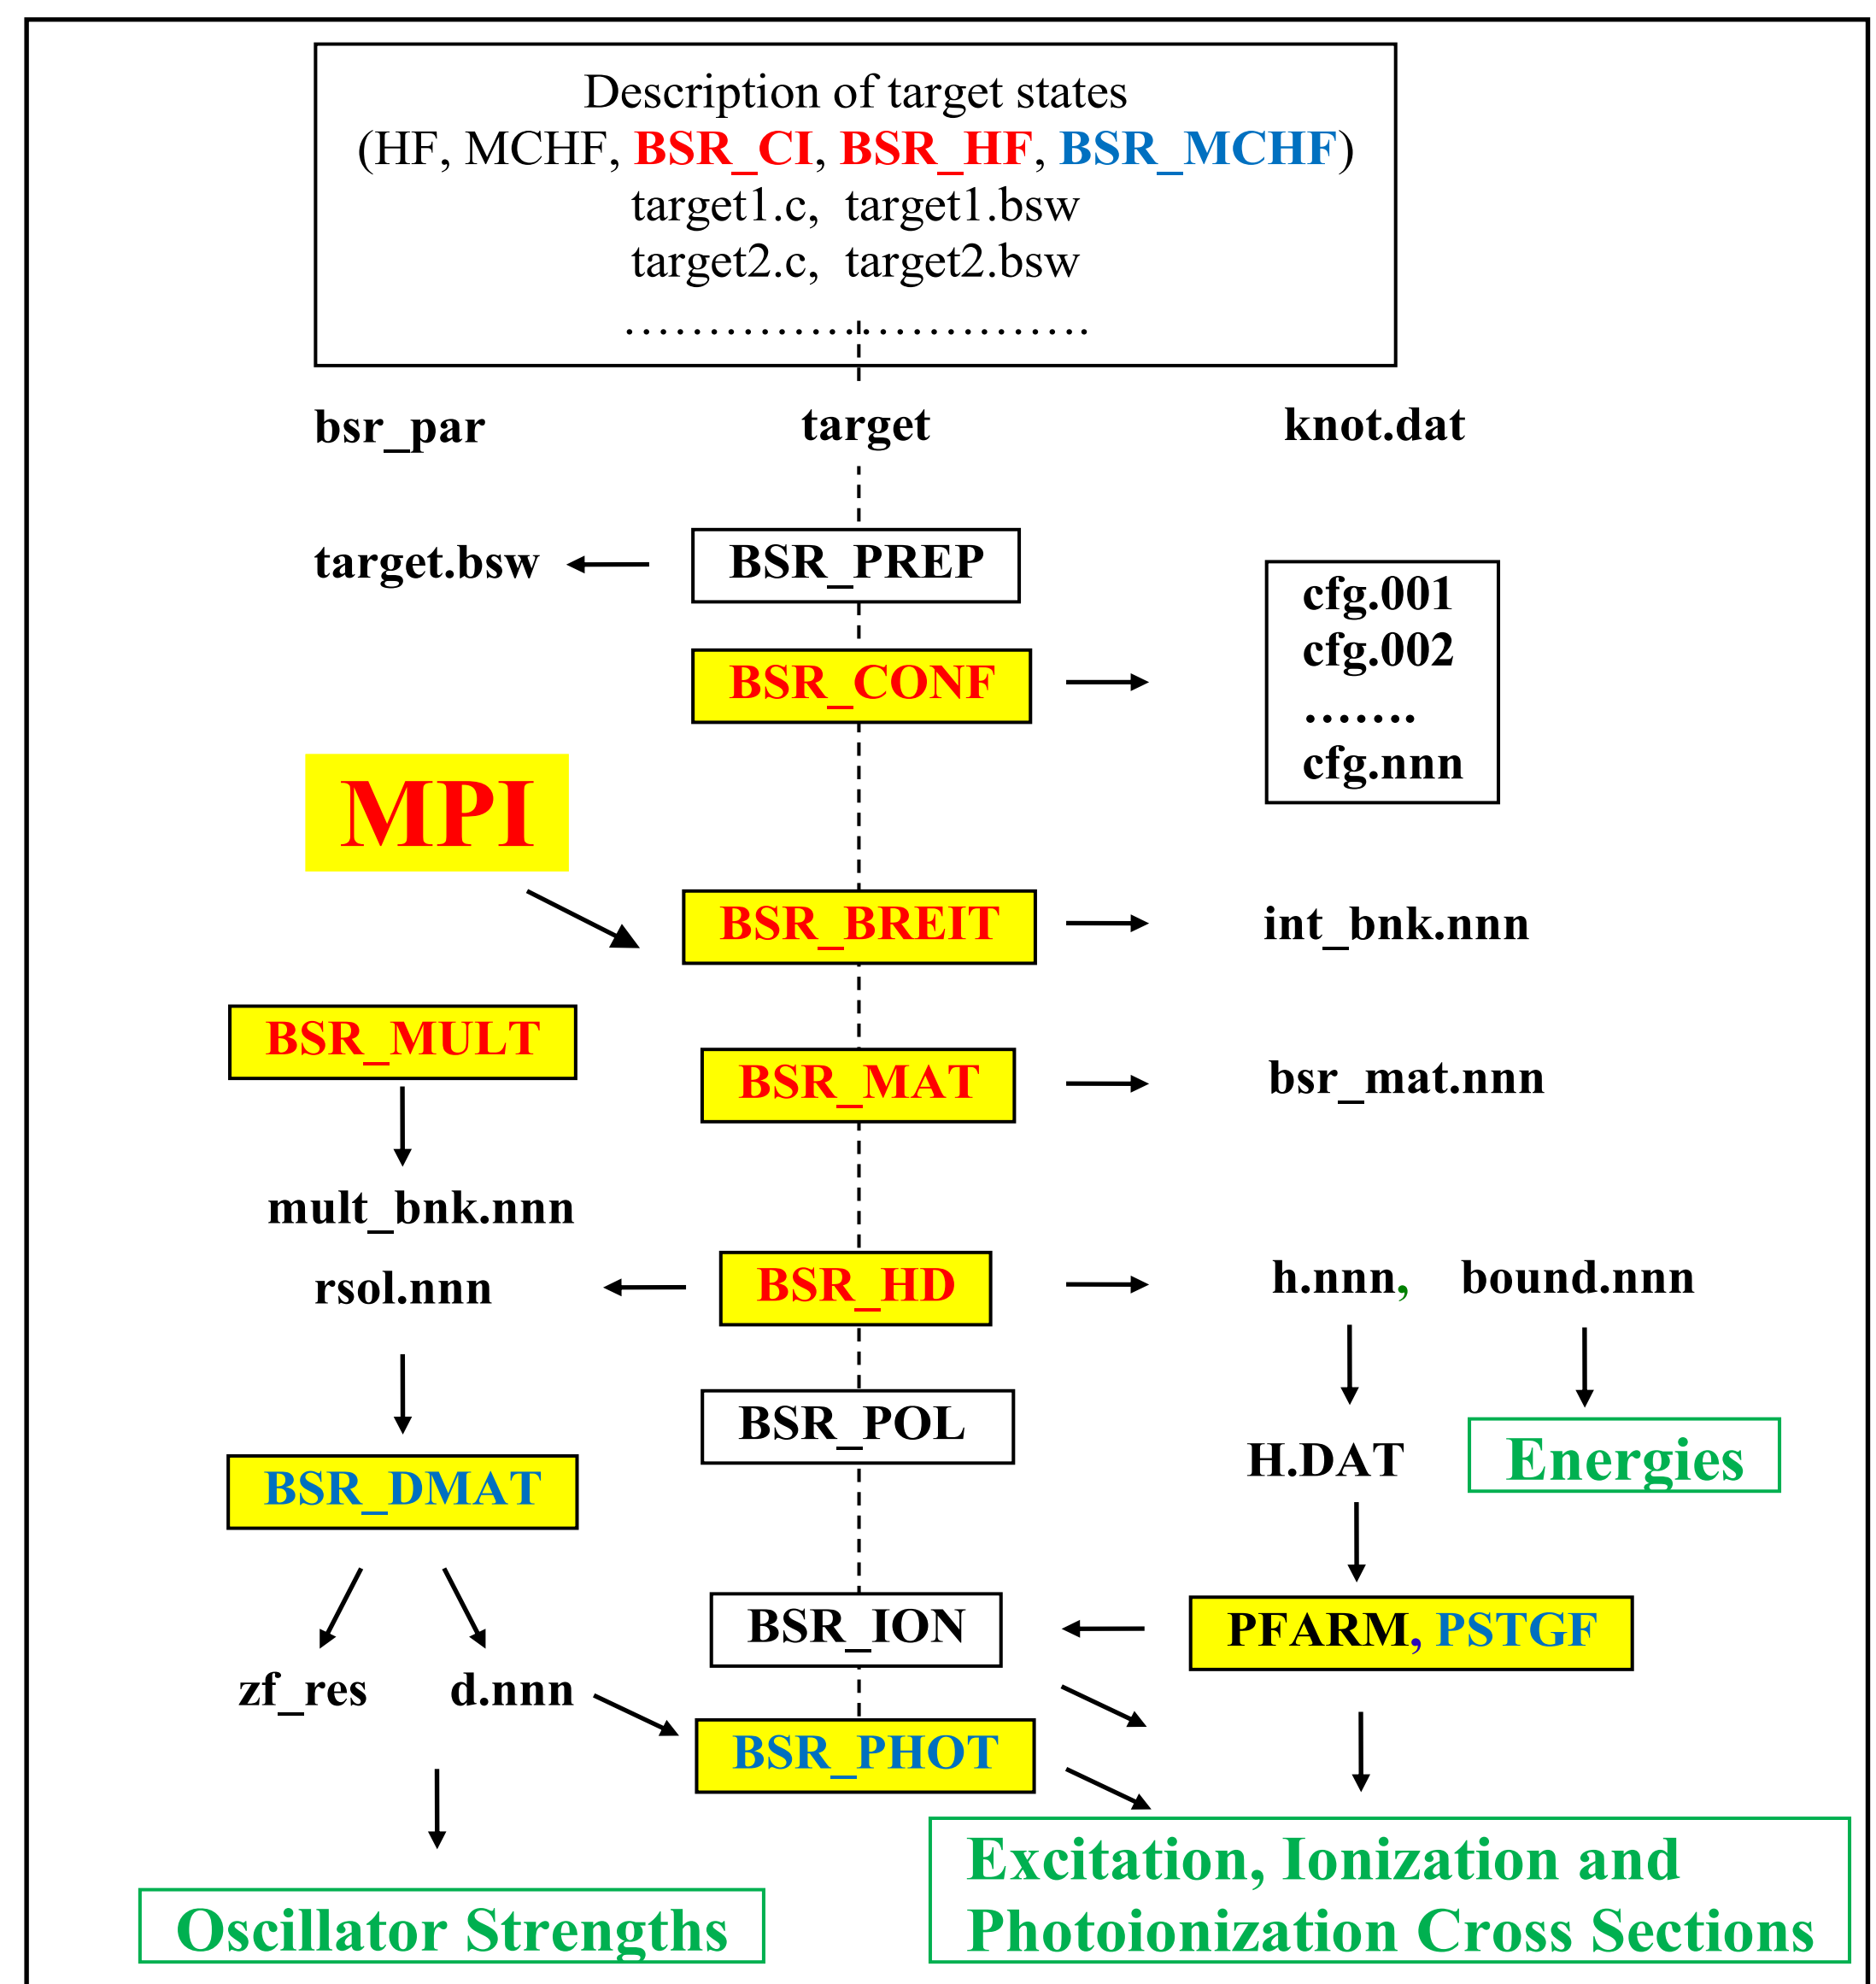 Description of target states
(HF, MCHF, BSR_CI, BSR_HF, BSR_MCHF)
target1.c, target1.bsw
target2.c, target2.bsw
…………………………
bsr_par target knot.dat
target.bsw BSR_PREP
cfg.001
cfg.002
…….
cfg.nnn
BSR_CONF
MPI
BSR_BREIT int_bnk.nnn
BSR_MULT
BSR_MAT bsr_mat.nnn
mult_bnk.nnn
rsol.nnn BSR_HD h.nnn, bound.nnn
BSR_POL
H.DAT Energies
BSR_DMAT
BSR_ION PFARM, PSTGF
zf_res d.nnn
BSR_PHOT
Excitation, Ionization and
Photoionization Cross Sections
Oscillator Strengths